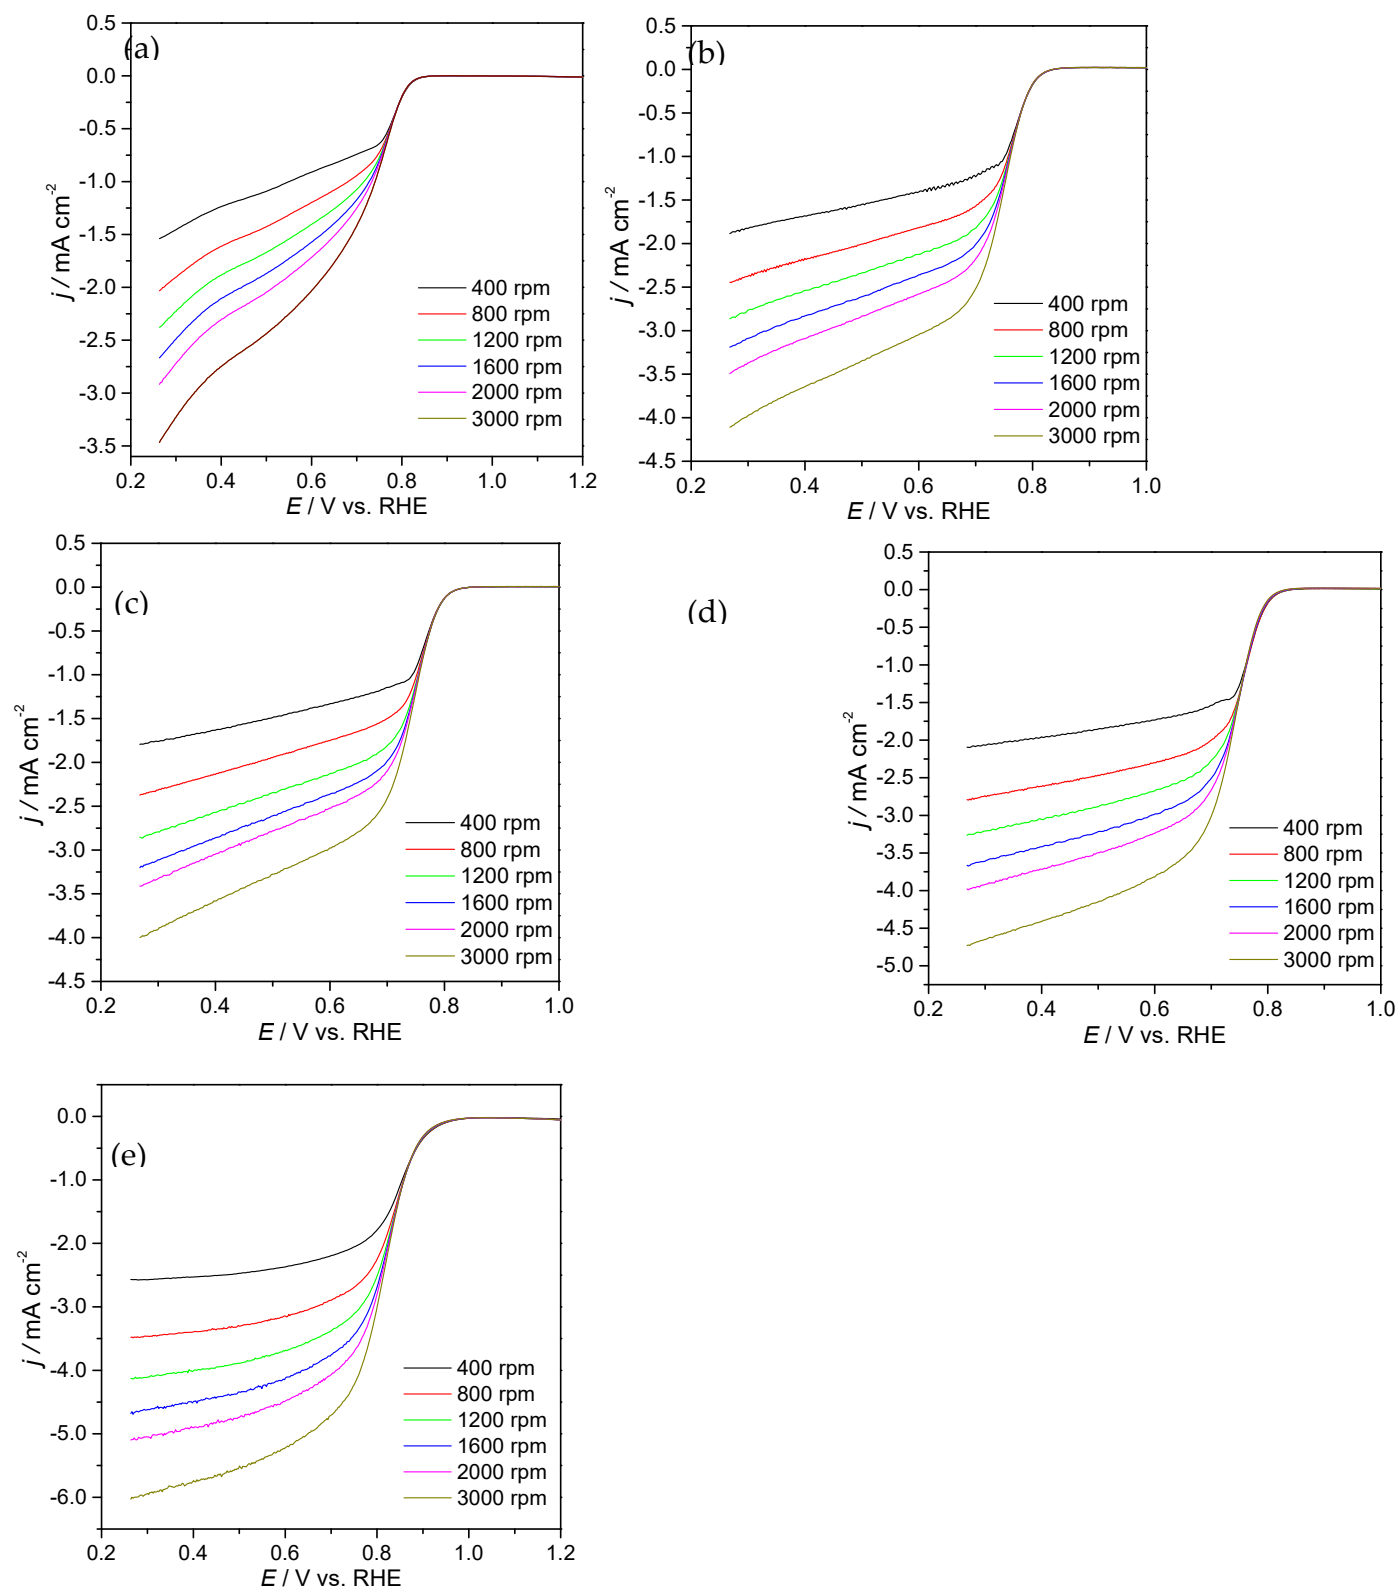 (a)
0.5
0.0
-0.5
-1.0
-1.5
-2.0
-2.5
-3.0
-3.5
j / mA cm-2
400 rpm
800 rpm
1200 rpm
1600 rpm
2000 rpm
3000 rpm
0.2 0.4 0.6 0.8 1.0 1.2
E / V vs. RHE
(b)
0.5
0.0
-0.5
-1.0
-1.5
-2.0
-2.5
-3.0
-3.5
-4.0
-4.5
j / mA cm-2
400 rpm
800 rpm
1200 rpm
1600 rpm
2000 rpm
3000 rpm
0.2 0.4 0.6 0.8 1.0
E / V vs. RHE
(c)
0.5
0.0
-0.5
-1.0
-1.5
-2.0
-2.5
-3.0
-3.5
-4.0
-4.5
j / mA cm-2
400 rpm
800 rpm
1200 rpm
1600 rpm
2000 rpm
3000 rpm
0.2 0.4 0.6 0.8 1.0
E / V vs. RHE
(d)
0.5
0.0
-0.5
-1.0
-1.5
-2.0
-2.5
-3.0
-3.5
-4.0
-4.5
-5.0
j / mA cm-2
400 rpm
800 rpm
1200 rpm
1600 rpm
2000 rpm
3000 rpm
0.2 0.4 0.6 0.8 1.0
E / V vs. RHE
(e)
0.0
-1.0
-2.0
-3.0
-4.0
-5.0
-6.0
j / mA cm-2
400 rpm
800 rpm
1200 rpm
1600 rpm
2000 rpm
3000 rpm
0.2 0.4 0.6 0.8 1.0 1.2
E / V vs. RHE